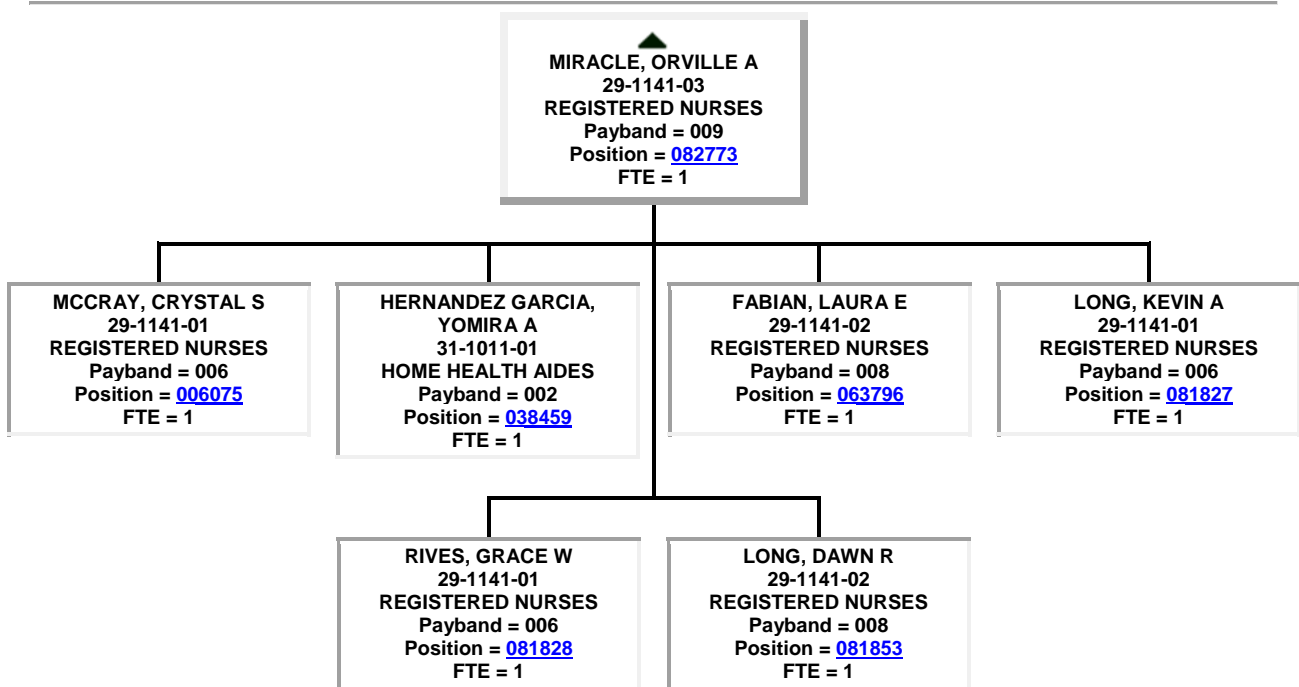 MIRACLE, ORVILLE A
29-1141-03
REGISTERED NURSES
Payband = 009
Position = 082773
FTE = 1
MCCRAY, CRYSTAL S
29-1141-01
REGISTERED NURSES
Payband = 006
Position = 006075
FTE = 1
HERNANDEZ GARCIA,
YOMIRA A
31-1011-01
HOME HEALTH AIDES
Payband = 002
Position = 038459
FTE = 1
FABIAN, LAURA E
29-1141-02
REGISTERED NURSES
Payband = 008
Position = 063796
FTE = 1
LONG, KEVIN A
29-1141-01
REGISTERED NURSES
Payband = 006
Position = 081827
FTE = 1
RIVES, GRACE W
29-1141-01
REGISTERED NURSES
Payband = 006
Position = 081828
FTE = 1
LONG, DAWN R
29-1141-02
REGISTERED NURSES
Payband = 008
Position = 081853
FTE = 1